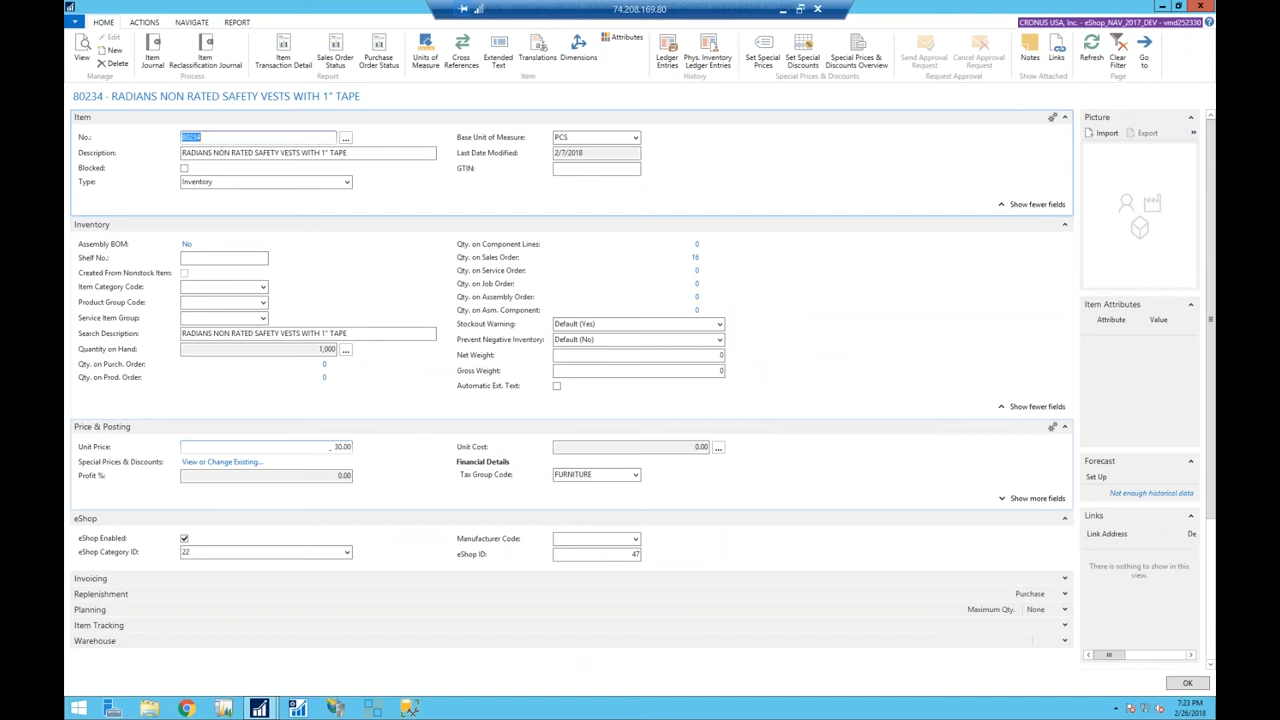 74.208.169.80
HOME ACTIONS NAVIGATE REPORT
CRONUS USA, Inc. - eShop_NAV_2017_DEV - vmd252330
View
Edit
New
Delete
Manage
Item Journal
Item Reclassification Journal
Process
Item Transaction Detail
Sales Order Status
Purchase Order Status
Report
Units of Measure
Cross References
Extended Text
Translations
Dimensions
Attributes
Item
Ledger Entries
Phys. Inventory Ledger Entries
History
Set Special Prices
Set Special Discounts
Special Prices & Discounts Overview
Special Prices & Discounts
Send Approval Request
Cancel Approval Request
Request Approval
Notes
Links
Show Attached
Refresh
Clear Filter
Go to
Page
80234 · RADIANS NON RATED SAFETY VESTS WITH 1" TAPE
Item
No.: 80234
Description: RADIANS NON RATED SAFETY VESTS WITH 1" TAPE
Blocked:
Type: Inventory
Base Unit of Measure: PCS
Last Date Modified: 2/7/2018
GTIN:
Show fewer fields
Inventory
Assembly BOM: No
Shelf No.:
Created From Nonstock Item:
Item Category Code:
Product Group Code:
Service Item Group:
Search Description: RADIANS NON RATED SAFETY VESTS WITH 1" TAPE
Quantity on Hand: 1,000
Qty. on Purch. Order: 0
Qty. on Prod. Order: 0
Qty. on Component Lines: 0
Qty. on Sales Order: 16
Qty. on Service Order: 0
Qty. on Job Order: 0
Qty. on Assembly Order: 0
Qty. on Asm. Component: 0
Stockout Warning: Default (Yes)
Prevent Negative Inventory: Default (No)
Net Weight: 0
Gross Weight: 0
Automatic Ext. Text:
Show fewer fields
Price & Posting
Unit Price: 30.00
Special Prices & Discounts: View or Change Existing...
Profit %: 0.00
Unit Cost: 0.00
Financial Details
Tax Group Code: FURNITURE
Show more fields
eShop
eShop Enabled:
eShop Category ID: 22
Manufacturer Code:
eShop ID: 47
Invoicing
Replenishment Purchase
Planning Maximum Qty. None
Item Tracking
Warehouse
Picture
Import Export
Item Attributes
Attribute Value
Forecast
Set Up
Not enough historical data
Links
Link Address De
There is nothing to show in this view.
OK
7:23 PM
2/26/2018